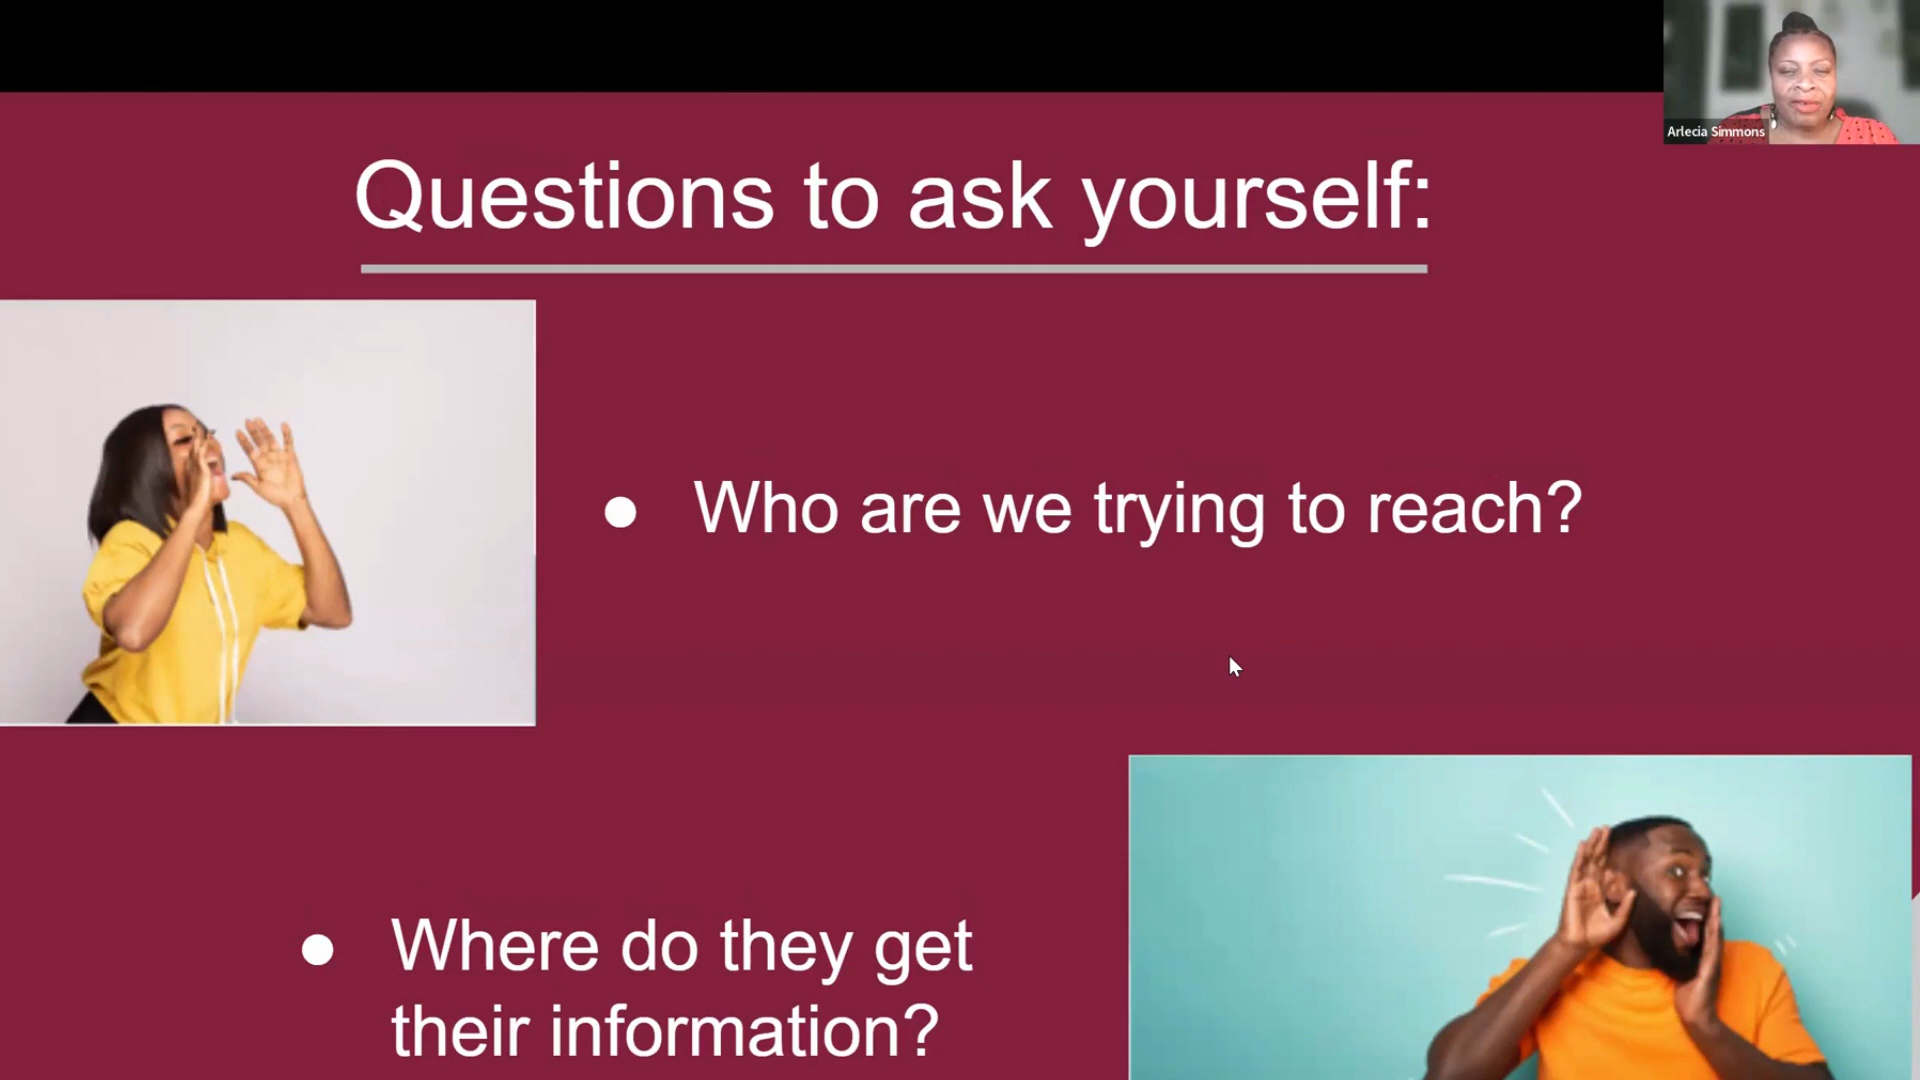 Arlecia Simmons
Questions to ask yourself:
● Who are we trying to reach?
● Where do they get
their information?